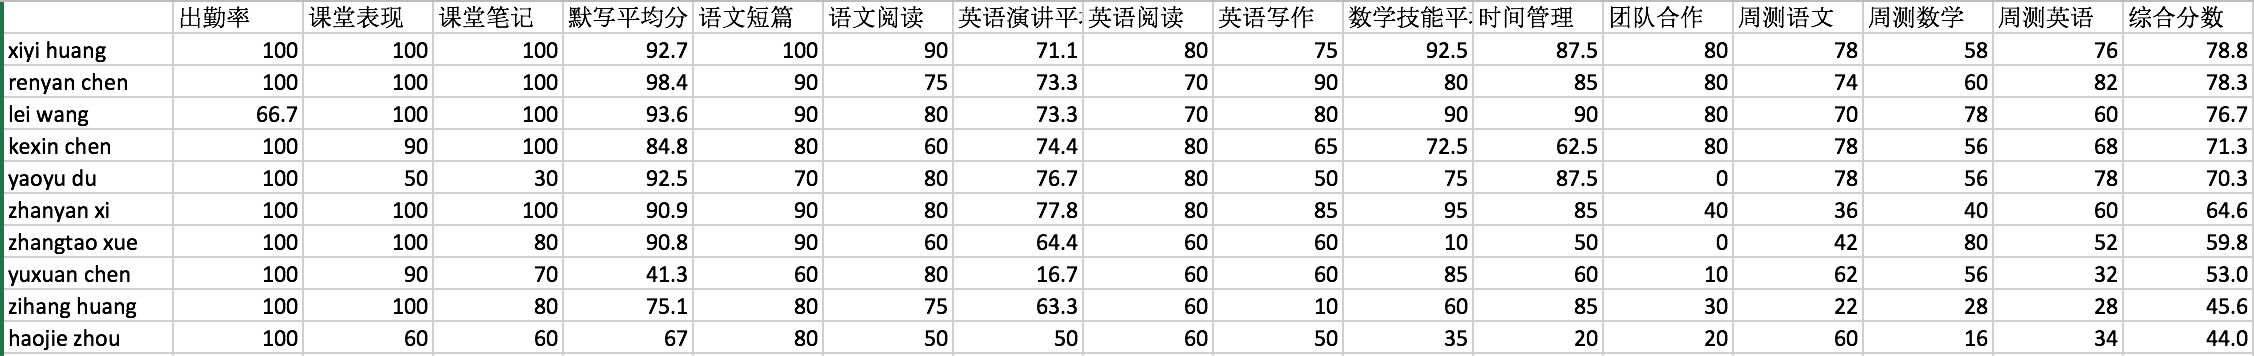 出勤率 课堂表现 课堂笔记 默写平均分 语文短篇 语文阅读 英语演讲平 英语阅读 英语写作 数学技能平 时间管理 团队合作 周测语文 周测数学 周测英语 综合分数
xiyi huang 100 100 100 92.7 100 90 71.1 80 75 92.5 87.5 80 78 58 76 78.8
renyan chen 100 100 100 98.4 90 75 73.3 70 90 80 85 80 74 60 82 78.3
lei wang 66.7 100 100 93.6 90 80 73.3 70 80 90 90 80 70 78 60 76.7
kexin chen 100 90 100 84.8 80 60 74.4 80 65 72.5 62.5 80 78 56 68 71.3
yaoyu du 100 50 30 92.5 70 80 76.7 80 50 75 87.5 0 78 56 78 70.3
zhanyan xi 100 100 100 90.9 90 80 77.8 80 85 95 85 40 36 40 60 64.6
zhangtao xue 100 100 80 90.8 90 60 64.4 60 60 10 50 0 42 80 52 59.8
yuxuan chen 100 90 70 41.3 60 80 16.7 60 60 85 60 10 62 56 32 53.0
zihang huang 100 100 80 75.1 80 75 63.3 60 10 60 85 30 22 28 28 45.6
haojie zhou 100 60 60 67 80 50 50 60 50 35 20 20 60 16 34 44.0